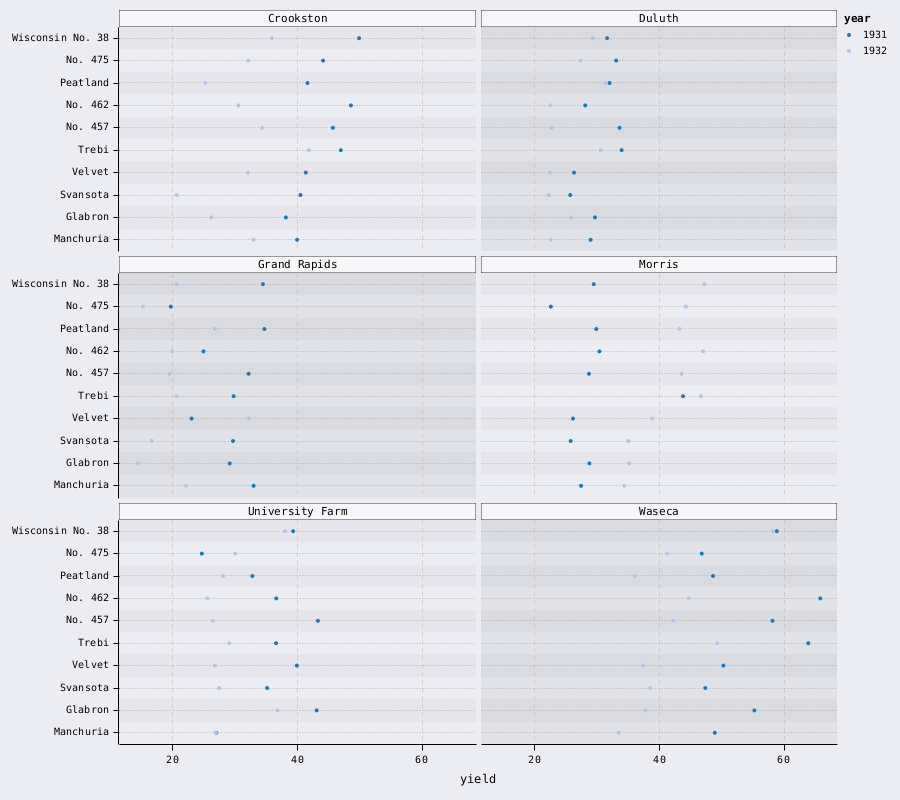 Crookston
Duluth
year
1931
1932
Wisconsin No. 38
No. 475
Peatland
No. 462
No. 457
Trebi
Velvet
Svansota
Glabron
Manchuria
Grand Rapids
Morris
Wisconsin No. 38
No. 475
Peatland
No. 462
No. 457
Trebi
Velvet
Svansota
Glabron
Manchuria
University Farm
Waseca
Wisconsin No. 38
No. 475
Peatland
No. 462
No. 457
Trebi
Velvet
Svansota
Glabron
Manchuria
20 40 60 20 40 60
yield